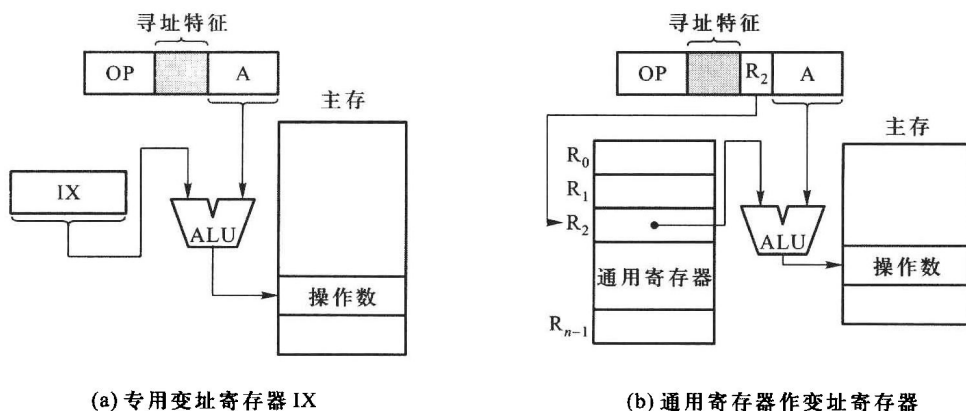 寻址特征
OP
A
主存
IX
ALU
操作数
(a) 专用变址寄存器 IX
寻址特征
OP
R₂
A
主存
R₀
R₁
R₂
ALU
通用寄存器
操作数
Rₙ₋₁
(b) 通用寄存器作变址寄存器